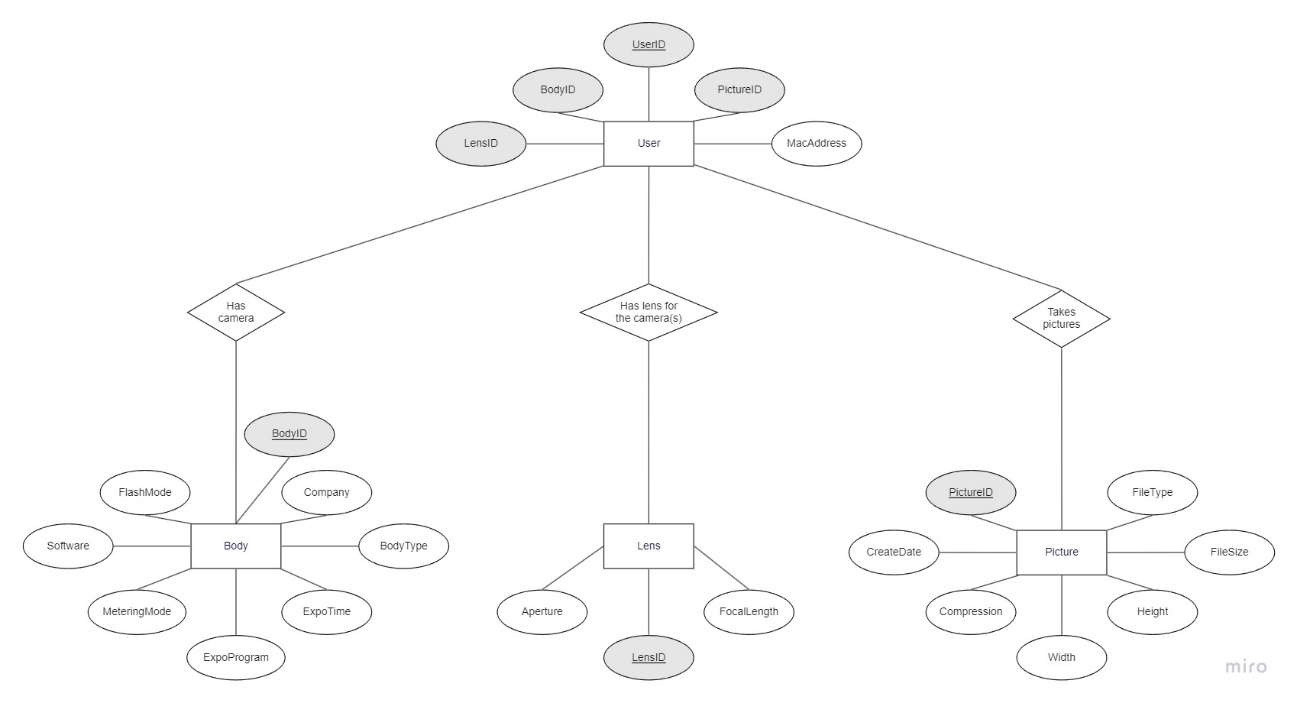 UserID
BodyID
PictureID
LensID
User
MacAddress
Has
camera
Has lens for
the camera(s)
Takes
pictures
BodyID
FlashMode
Company
Software
Body
BodyType
MeteringMode
ExpoTime
ExpoProgram
Lens
Aperture
FocalLength
LensID
PictureID
FileType
CreateDate
Picture
FileSize
Compression
Height
Width
miro